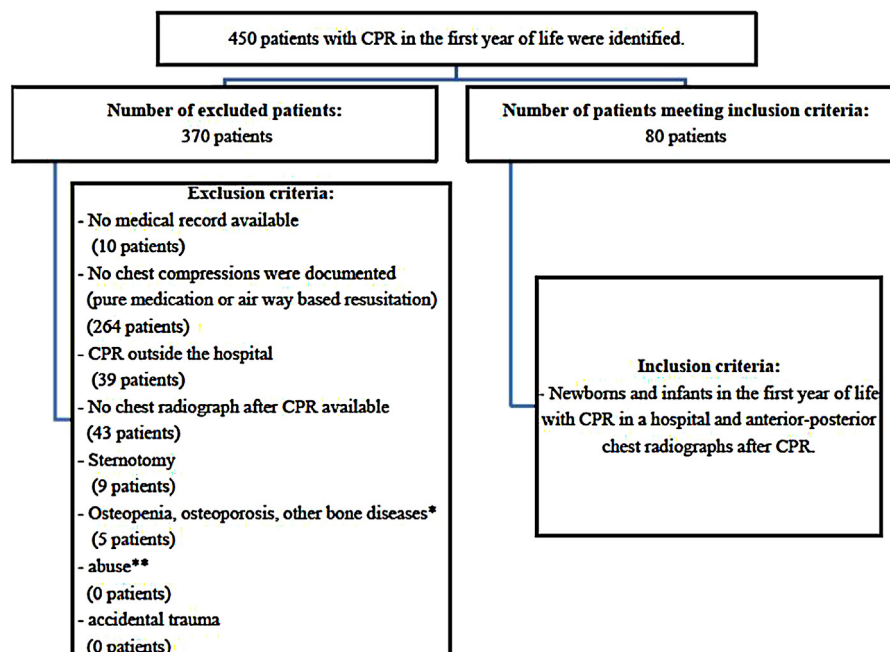 450 patients with CPR in the first year of life were identified.
Number of excluded patients:
370 patients
Number of patients meeting inclusion criteria:
80 patients
Exclusion criteria:
- No medical record available
(10 patients)
- No chest compressions were documented
(pure medication or air way based resusitation)
(264 patients)
- CPR outside the hospital
(39 patients)
- No chest radiograph after CPR available
(43 patients)
- Sternotomy
(9 patients)
- Osteopenia, osteoporosis, other bone diseases*
(5 patients)
- abuse**
(0 patients)
- accidental trauma
(0 patients)
Inclusion criteria:
- Newborns and infants in the first year of life
with CPR in a hospital and anterior-posterior
chest radiographs after CPR.